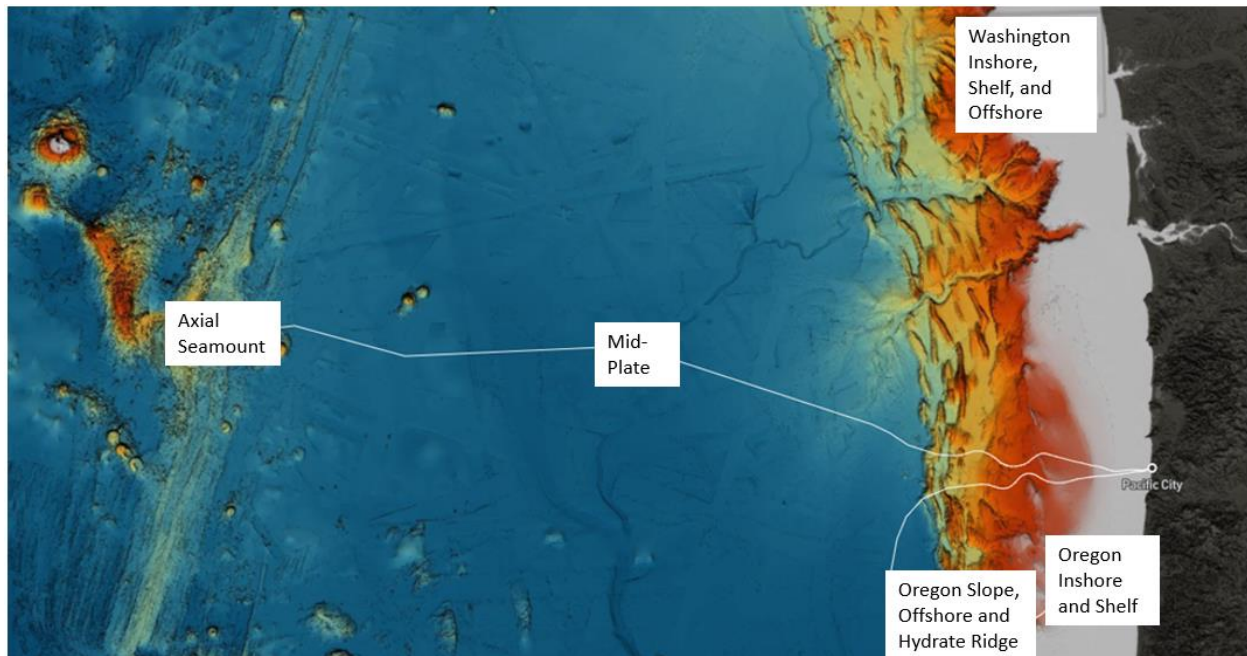 Washington
Inshore,
Shelf, and
Offshore
Axial
Seamount
Mid-
Plate
Pacific City
Oregon
Inshore
and Shelf
Oregon Slope,
Offshore and
Hydrate Ridge